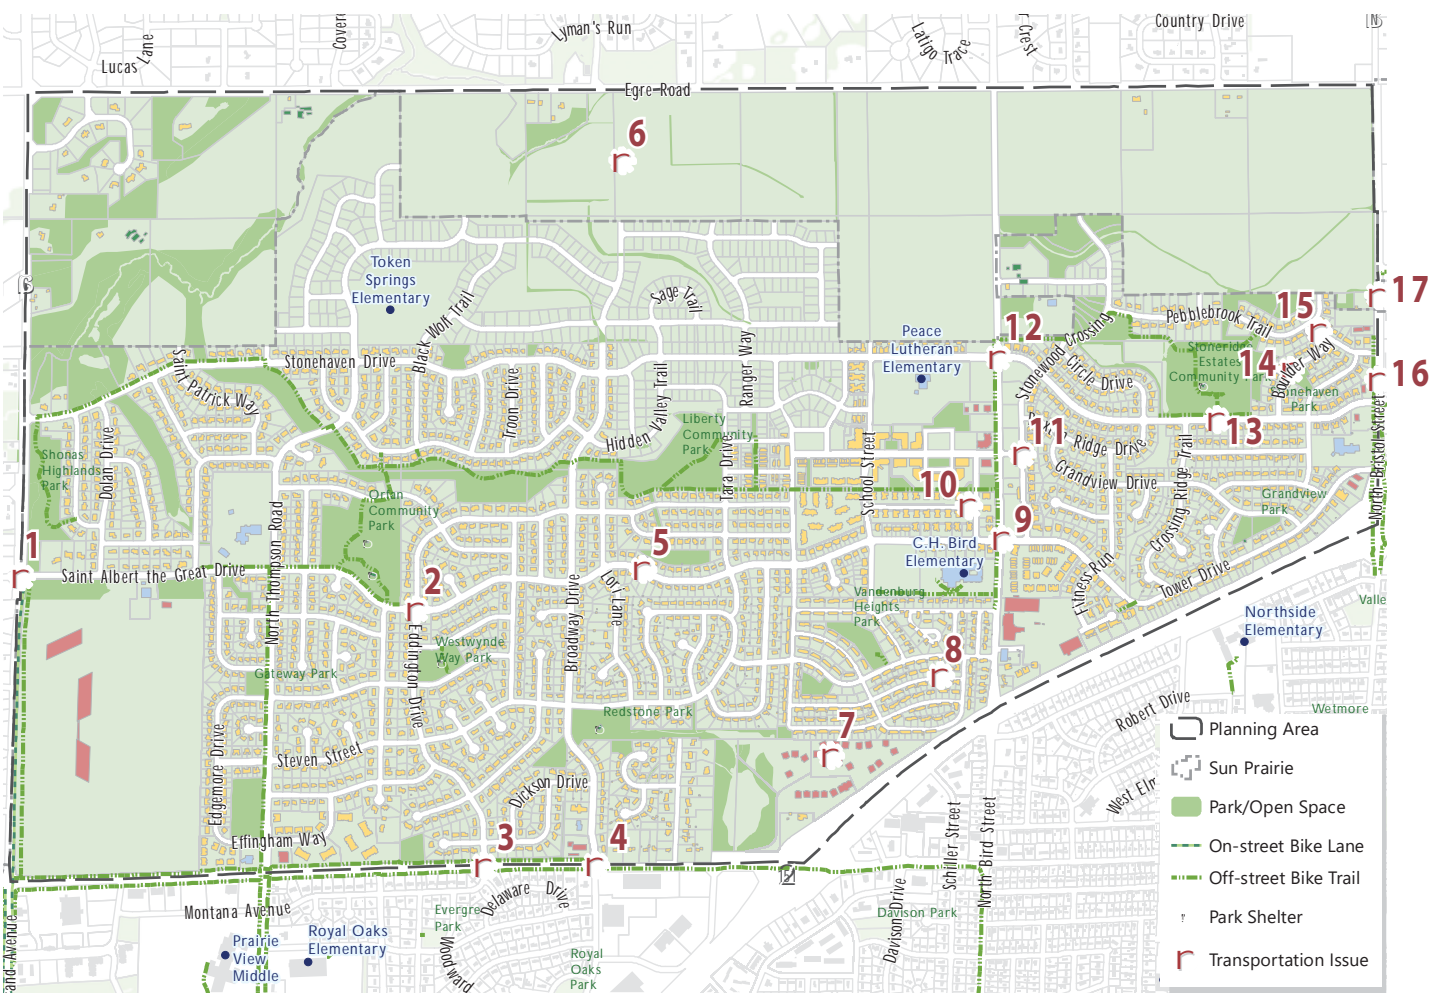 Lucas
Lane
Lyman's Run
Latigo Trace
Country Drive
N
Egre Road
6
Token
Springs
Elementary
Black Wolf Trail
Sage Trail
Peace
Lutheran
Elementary
12
Stonewood Crossing
Pebblebrook Trail
15
17
Stonehaven Drive
Saint Patrick Way
Troon Drive
Hidden Valley Trail
Ranger Way
Circle Drive
Stoneridge
Estates
Community Park
14
Boulder Way
16
Liberty
Community
Park
13
11
Ridge Drive
Shonas
Highlands
Park
Dolan Drive
Orfan
Community
Park
Tara Drive
School Street
Grandview Drive
Crossing Ridge Trail
Grandview
Park
North Bristol Street
10
9
1
Saint Albert the Great Drive
North Thompson Road
2
5
Lori Lane
Broadway Drive
C.H. Bird
Elementary
Vandenburg
Heights
Park
Fitness Run
Tower Drive
Northside
Elementary
Westwynde
Way Park
Eddington Drive
Gateway Park
8
Redstone Park
7
Robert Drive
Wetmore
Edgemore Drive
Steven Street
Dickson Drive
Effingham Way
3
4
Schiller Street
North Bird Street
Montana Avenue
Delaware Drive
Davison Drive
Davison Park
Prairie
View
Middle
Royal Oaks
Elementary
Woodward
Royal
Oaks
Park
Planning Area
Sun Prairie
Park/Open Space
On-street Bike Lane
Off-street Bike Trail
Park Shelter
Transportation Issue